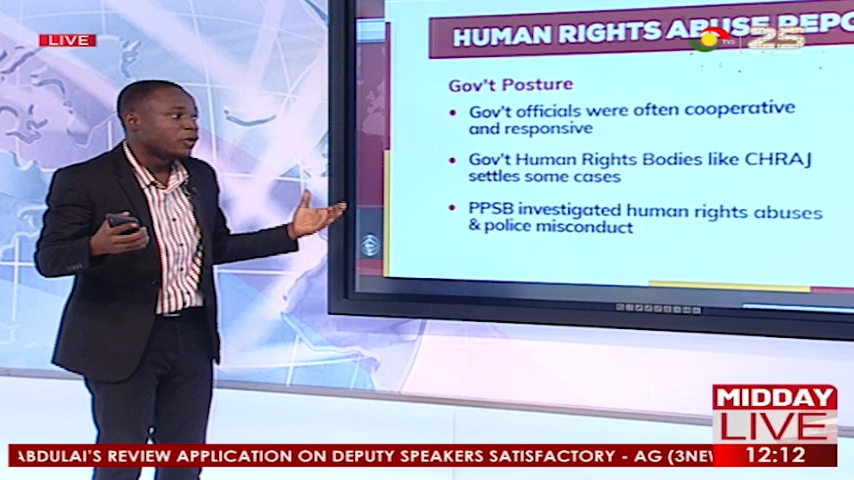 LIVE
HUMAN RIGHTS ABUSE REPO
TV3
25
Gov't Posture
• Gov't officials were often cooperative
and responsive
• Gov't Human Rights Bodies like CHRAJ
settles some cases
• PPSB investigated human rights abuses
& police misconduct
MIDDAY
LIVE
ABDULAI'S REVIEW APPLICATION ON DEPUTY SPEAKERS SATISFACTORY - AG (3NEW
12:12